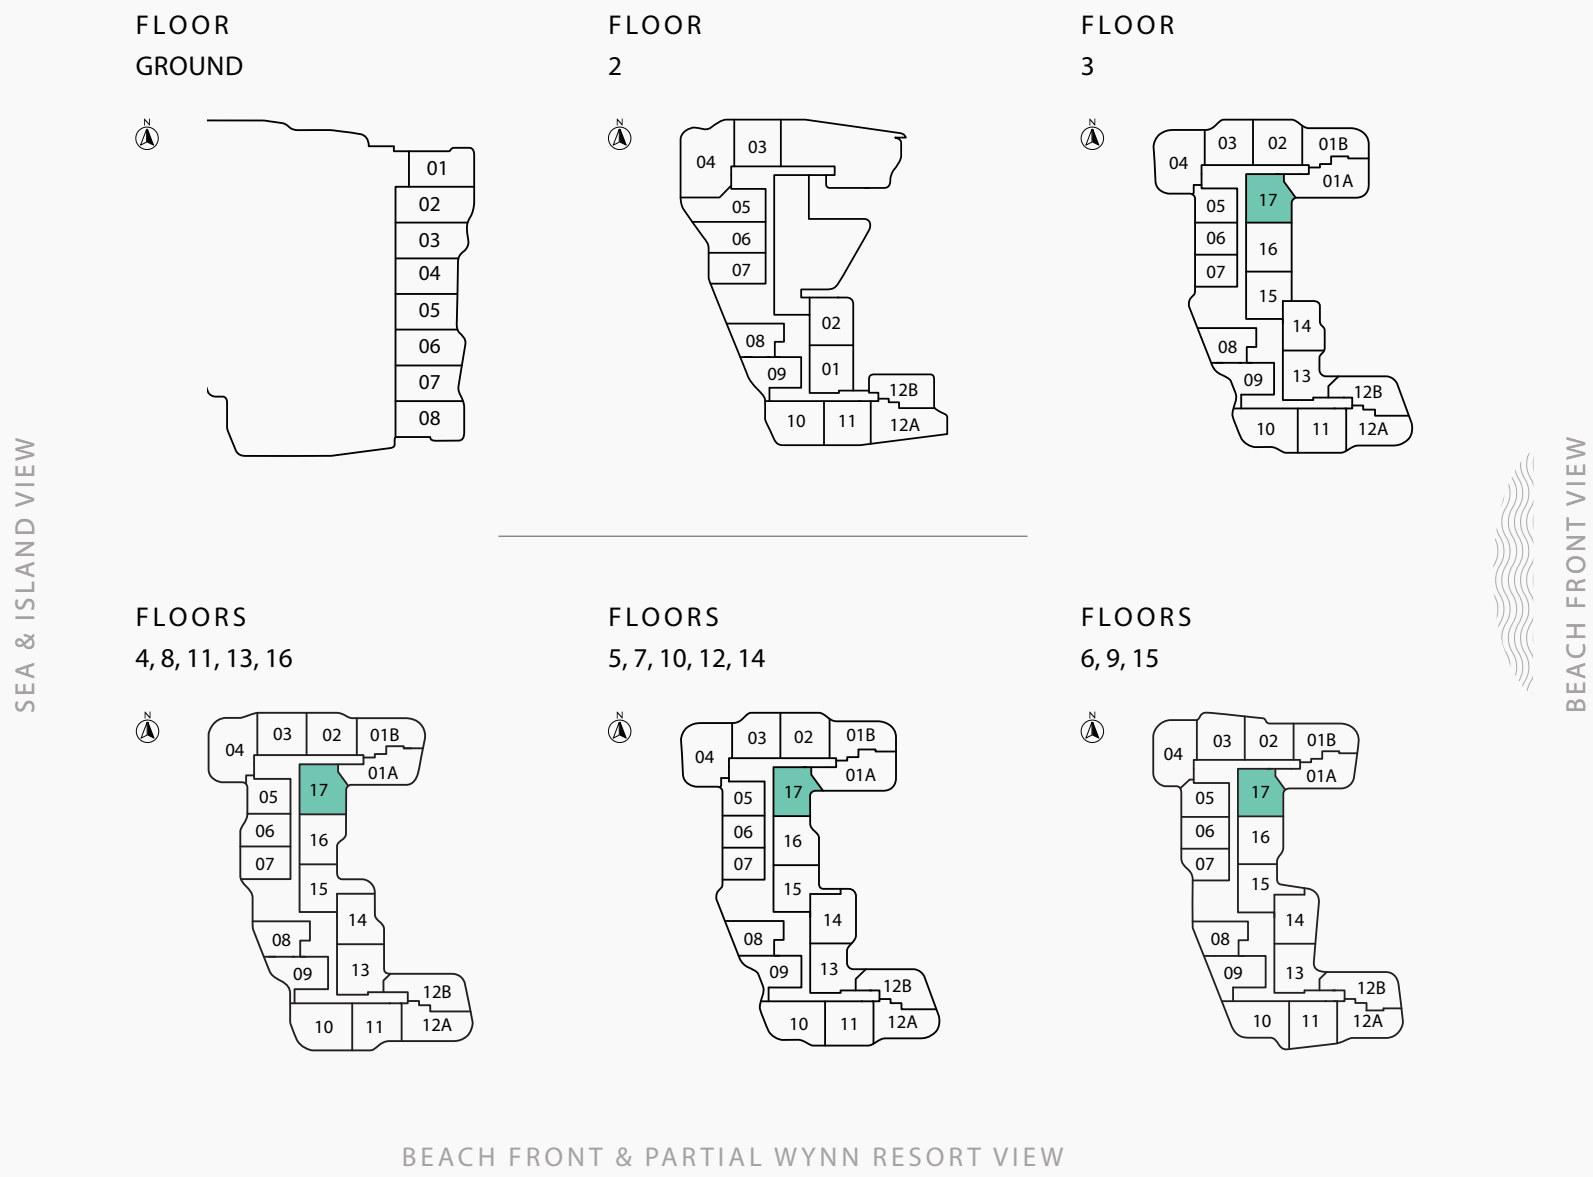 FLOOR
GROUND
N
01
02
03
04
05
06
07
08
FLOOR
2
N
03
04
05
06
07
02
08
01
09
12B
10
11
12A
FLOOR
3
N
03
02
01B
04
01A
17
05
06
16
07
15
14
08
13
09
12B
10
11
12A
SEA & ISLAND VIEW
BEACH FRONT VIEW
FLOORS
4, 8, 11, 13, 16
N
03
02
01B
04
01A
17
05
06
16
07
15
14
08
13
09
12B
10
11
12A
FLOORS
5, 7, 10, 12, 14
N
03
02
01B
04
01A
17
05
06
16
07
15
14
08
13
09
12B
10
11
12A
FLOORS
6, 9, 15
N
03
02
01B
04
01A
17
05
06
16
07
15
14
08
13
09
12B
10
11
12A
BEACH FRONT & PARTIAL WYNN RESORT VIEW